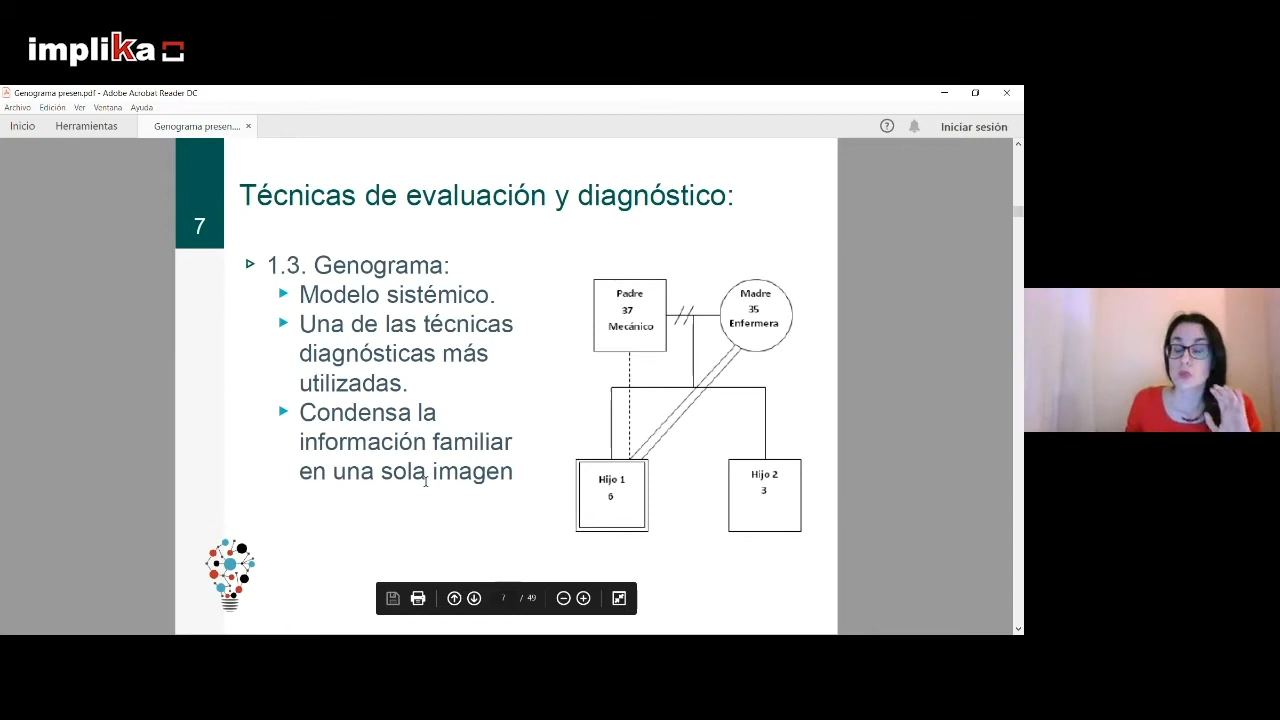 implika
Genograma presen.pdf - Adobe Acrobat Reader DC
Archivo Edición Ver Ventana Ayuda
Inicio Herramientas Genograma presen.... × Iniciar sesión
7
Técnicas de evaluación y diagnóstico:
1.3. Genograma:
Modelo sistémico.
Una de las técnicas
diagnósticas más
utilizadas.
Condensa la
información familiar
en una sola imagen
Padre
37
Mecánico
Madre
35
Enfermera
Hijo 1
6
Hijo 2
3
7 / 49